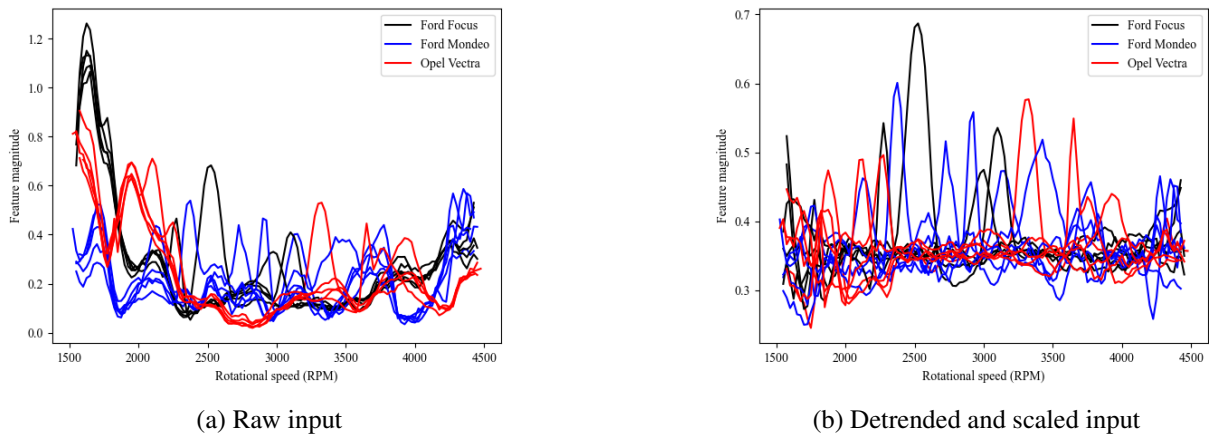 Ford Focus
Ford Mondeo
Opel Vectra
1.2
1.0
0.8
0.6
0.4
0.2
0.0
Feature magnitude
1500 2000 2500 3000 3500 4000 4500
Rotational speed (RPM)
(a) Raw input
Ford Focus
Ford Mondeo
Opel Vectra
0.7
0.6
0.5
0.4
0.3
Feature magnitude
1500 2000 2500 3000 3500 4000 4500
Rotational speed (RPM)
(b) Detrended and scaled input